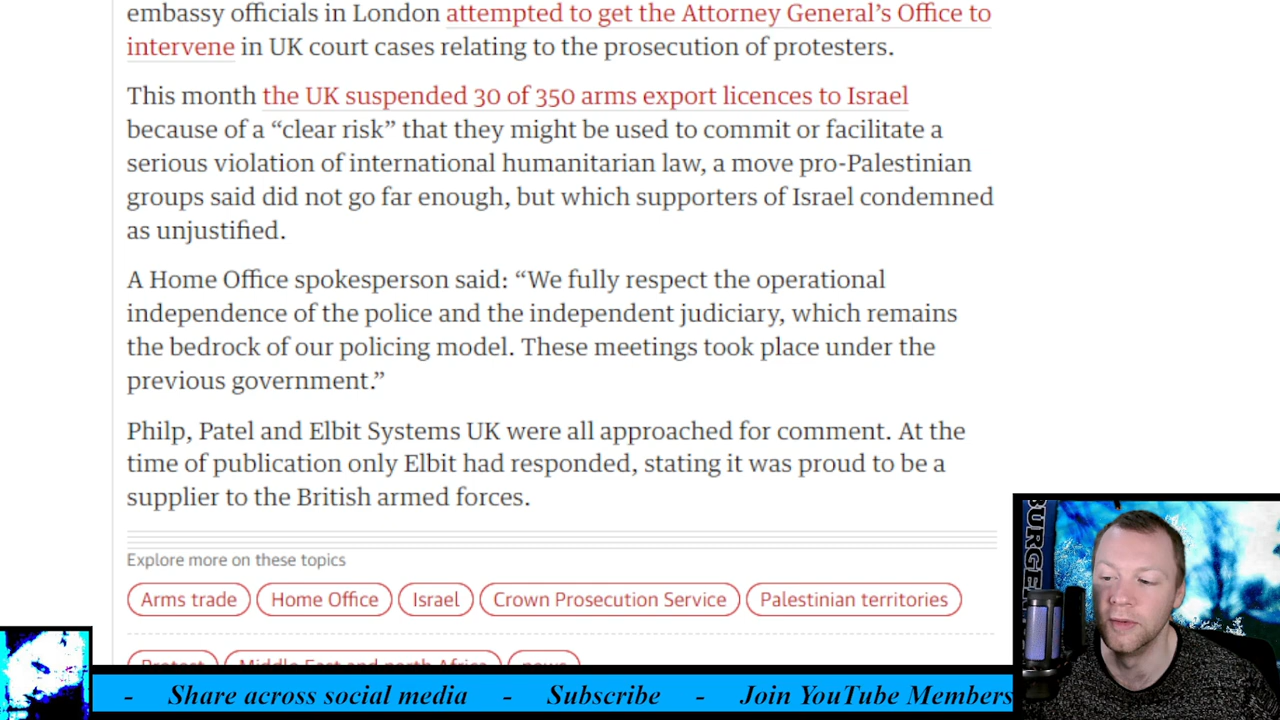 embassy officials in London attempted to get the Attorney General’s Office to
intervene in UK court cases relating to the prosecution of protesters.
This month the UK suspended 30 of 350 arms export licences to Israel
because of a “clear risk” that they might be used to commit or facilitate a
serious violation of international humanitarian law, a move pro-Palestinian
groups said did not go far enough, but which supporters of Israel condemned
as unjustified.
A Home Office spokesperson said: “We fully respect the operational
independence of the police and the independent judiciary, which remains
the bedrock of our policing model. These meetings took place under the
previous government.”
Philp, Patel and Elbit Systems UK were all approached for comment. At the
time of publication only Elbit had responded, stating it was proud to be a
supplier to the British armed forces.
Explore more on these topics
Arms trade Home Office Israel Crown Prosecution Service Palestinian territories
Protest Middle East and north Africa news
- Share across social media - Subscribe - Join YouTube Members